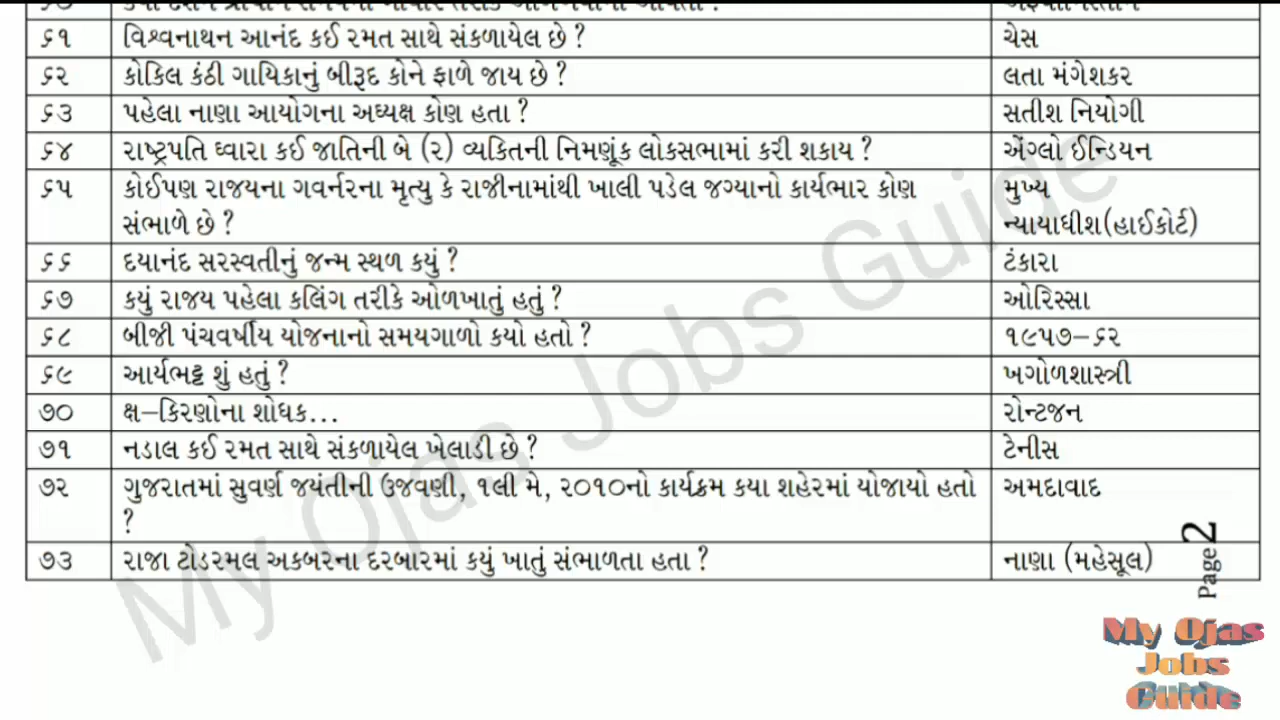 ૬૧ વિશ્વનાથન આનંદ કઈ રમત સાથે સંકળાયેલ છે ? ચેસ
૬૨ કોકિલ કંઠી ગાયિકાનું બીરૂદ કોને ફાળે જાય છે ? લતા મંગેશકર
૬૩ પહેલા નાણા આયોગના અધ્યક્ષ કોણ હતા ? સતીશ નિયોગી
૬૪ રાષ્ટ્રપતિ ધ્વારા કઈ જાતિની બે (૨) વ્યકિતની નિમણૂંક લોકસભામાં કરી શકાય ? એંગ્લો ઈન્ડિયન
૬૫ કોઈપણ રાજયના ગવર્નરના મૃત્યુ કે રાજીનામાંથી ખાલી પડેલ જગ્યાનો કાર્યભાર કોણ મુખ્ય
સંભાળે છે ? ન્યાયાધીશ(હાઈકોર્ટ)
૬૬ દયાનંદ સરસ્વતીનું જન્મ સ્થળ કયું ? ટંકારા
૬૭ કયું રાજય પહેલા કલિંગ તરીકે ઓળખાતું હતું ? ઓરિસ્સા
૬૮ બીજી પંચવર્ષીય યોજનાનો સમયગાળો કયો હતો ? ૧૯૫૭–૬૨
૬૯ આર્યભટ્ટ શું હતું ? ખગોળશાસ્ત્રી
૭૦ ક્ષ–કિરણોના શોધક... રોન્ટજન
૭૧ નડાલ કઈ રમત સાથે સંકળાયેલ ખેલાડી છે ? ટેનીસ
૭૨ ગુજરાતમાં સુવર્ણ જયંતીની ઉજવણી, ૧લી મે, ૨૦૧૦નો કાર્યક્રમ કયા શહેરમાં યોજાયો હતો અમદાવાદ
?
૭૩ રાજા ટોડરમલ અકબરના દરબારમાં કયું ખાતું સંભાળતા હતા ? નાણા (મહેસૂલ)
Page 2
My Ojas Jobs Guide
My Ojas
Jobs
Guide